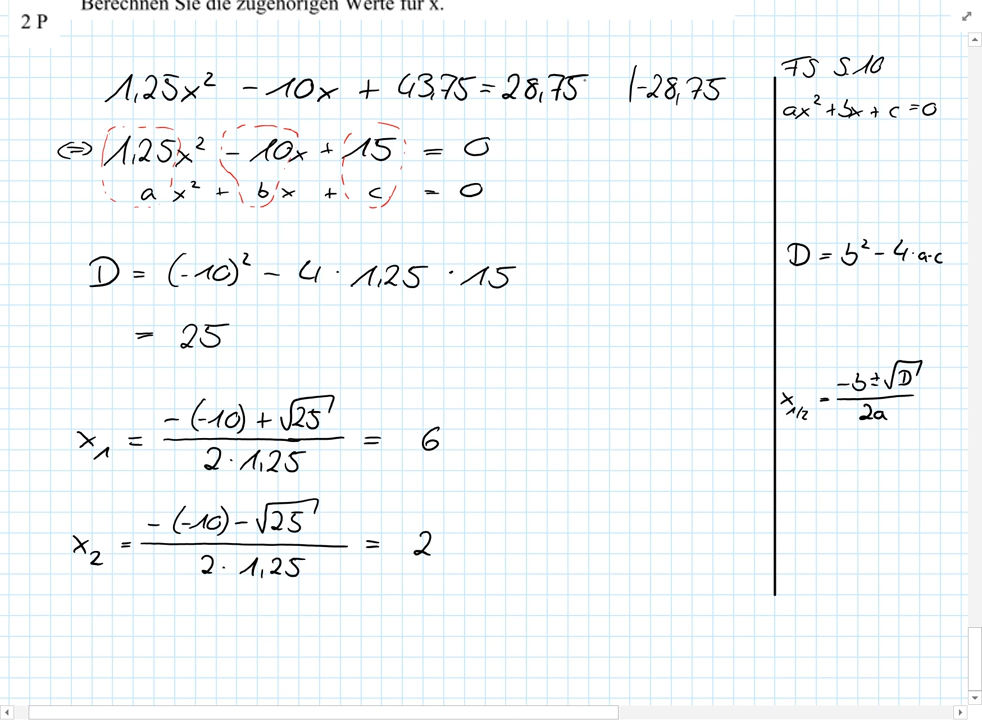 Berechnen Sie die zugehörigen Werte für x.
2 P
1,25x² - 10x + 43,75 = 28,75 |-28,75
⇔ 1,25x² - 10x + 15 = 0
a x² + b x + c = 0
D = (-10)² - 4 · 1,25 · 15
= 25
x₁ = (-(-10) + √25) / (2 · 1,25) = 6
x₂ = (-(-10) - √25) / (2 · 1,25) = 2
FS S.10
ax² + bx + c = 0
D = b² - 4·a·c
x₁/₂ = (-b ± √D) / (2a)